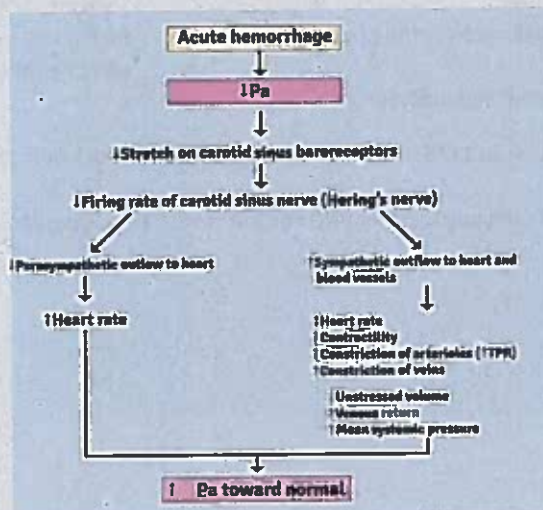 Acute hemorrhage
↓Pa
↓Stretch on carotid sinus baroreceptors
↓Firing rate of carotid sinus nerve (Hering's nerve)
↓Parasympathetic outlow to heart
↑Heart rate
↑Sympathetic outflow to heart and
blood vessels
↑Heart rate
↑Contractility
↑Constriction of arterioles (↑TPR)
↑Constriction of veins
↓Unstressed volume
↑Venous return
↑Mean systemic pressure
↑ Pa toward normal